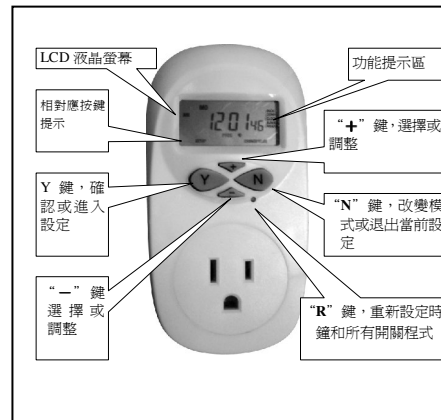 LCD 液晶螢幕
功能提示區
相對應按鍵
提示
12:01 46
“+”鍵，選擇或
調整
Y 鍵，確
認或進入
設定
Y
+
N
−
“N”鍵，改變模
式或退出當前設
定
“−” 鍵
選擇或
調整
“R”鍵，重新設定時
鐘和所有開關程式